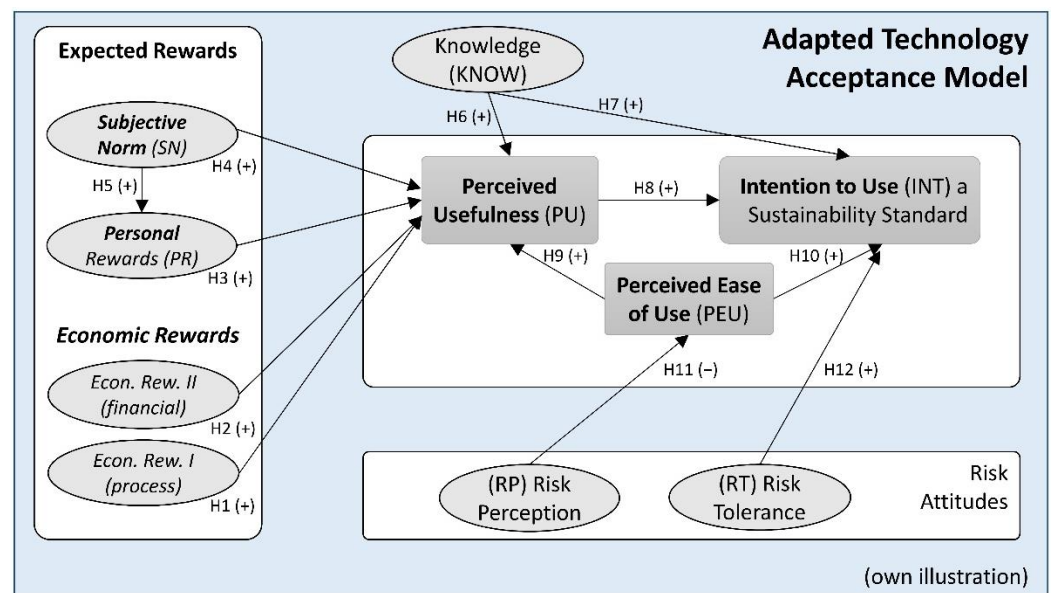 Adapted Technology
Acceptance Model
Expected Rewards
Subjective
Norm (SN)
H4 (+)
H5 (+)
Personal
Rewards (PR)
H3 (+)
Economic Rewards
Econ. Rew. II
(financial)
H2 (+)
Econ. Rew. I
(process)
H1 (+)
Knowledge
(KNOW)
H6 (+)
H7 (+)
Perceived
Usefulness (PU)
H8 (+)
Intention to Use (INT) a
Sustainability Standard
H9 (+)
H10 (+)
Perceived Ease
of Use (PEU)
H11 (−)
H12 (+)
(RP) Risk
Perception
(RT) Risk
Tolerance
Risk
Attitudes
(own illustration)